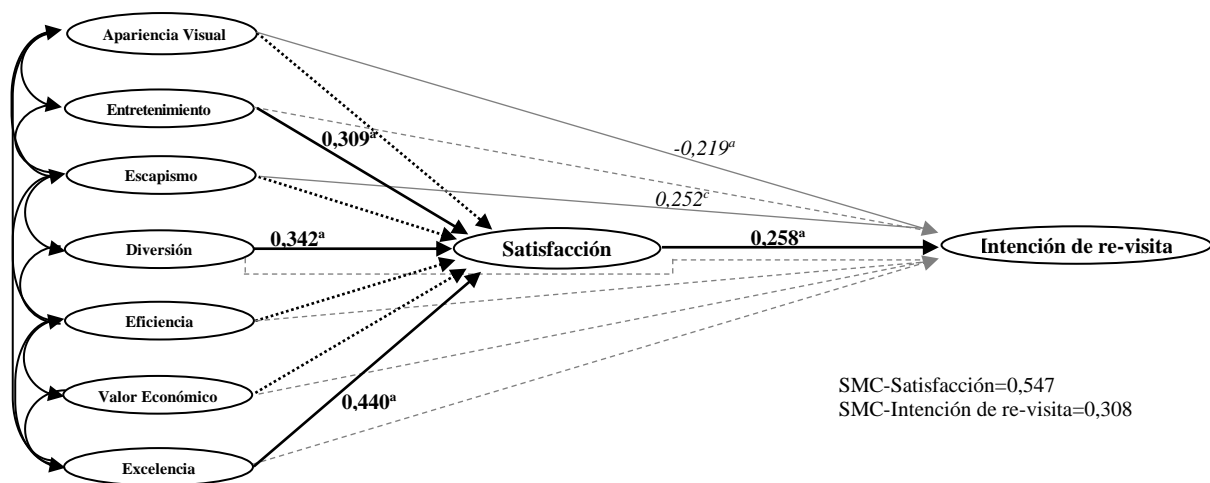 Apariencia Visual
Entretenimiento
0,309ᵃ
-0,219ᵃ
Escapismo
0,252ᶜ
Diversión
0,342ᵃ
Satisfacción
0,258ᵃ
Intención de re-visita
Eficiencia
Valor Económico
0,440ᵃ
SMC-Satisfacción=0,547
SMC-Intención de re-visita=0,308
Excelencia